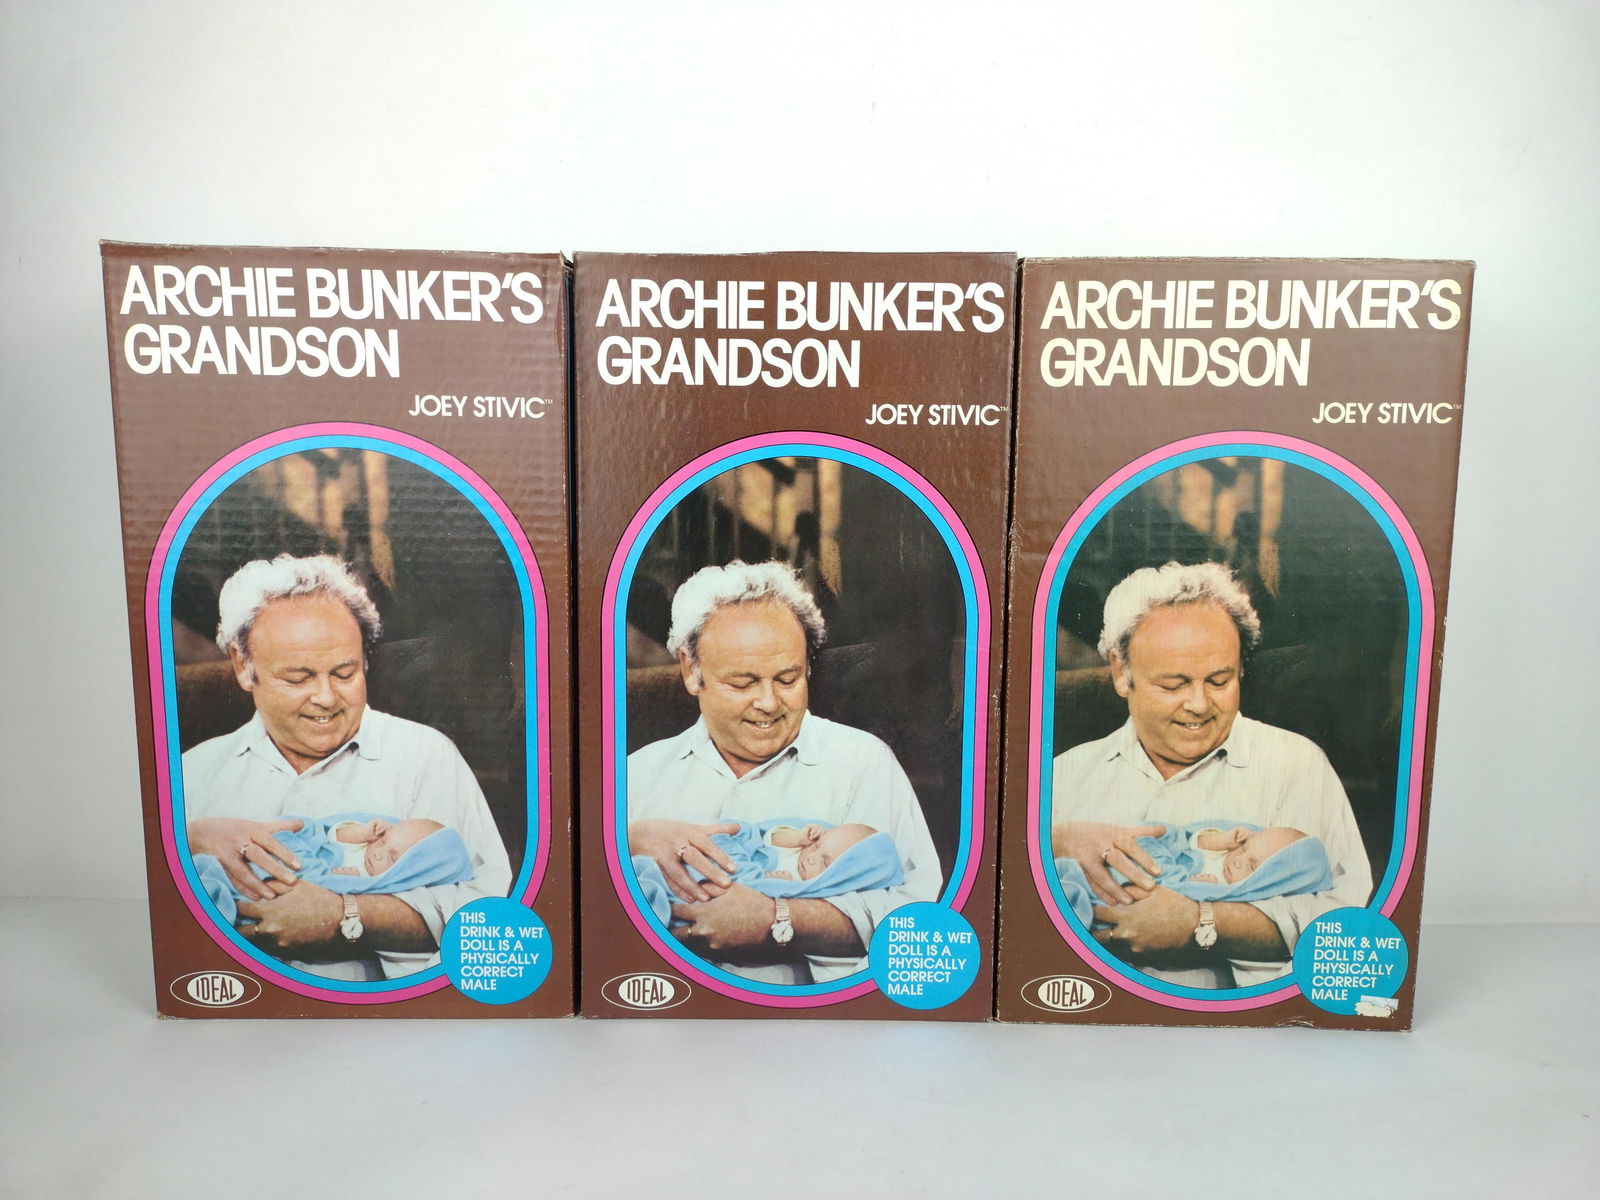 ARCHIE BUNKER'S
GRANDSON
JOEY STIVIC™
THIS
DRINK & WET
DOLL IS A
PHYSICALLY
CORRECT
MALE
IDEAL
ARCHIE BUNKER'S
GRANDSON
JOEY STIVIC™
THIS
DRINK & WET
DOLL IS A
PHYSICALLY
CORRECT
MALE
IDEAL
ARCHIE BUNKER'S
GRANDSON
JOEY STIVIC™
THIS
DRINK & WET
DOLL IS A
PHYSICALLY
CORRECT
MALE
IDEAL